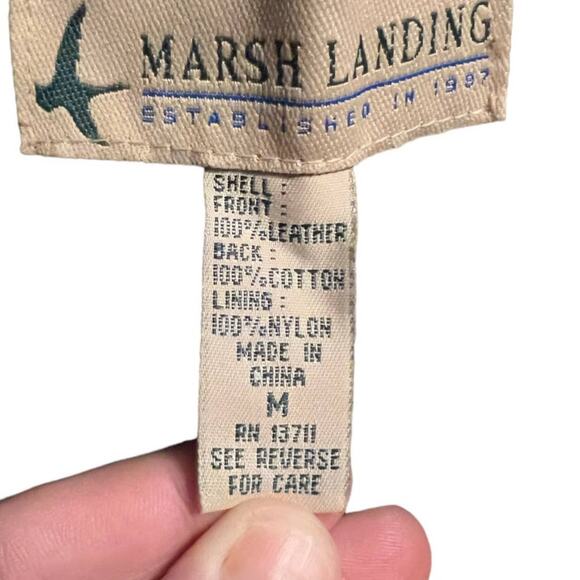 MARSH LANDING
ESTABLISHED IN 1987
SHELL :
FRONT :
100%LEATHER
BACK :
100%COTTON
LINING :
100%NYLON
MADE IN
CHINA
M
RN 13711
SEE REVERSE
FOR CARE